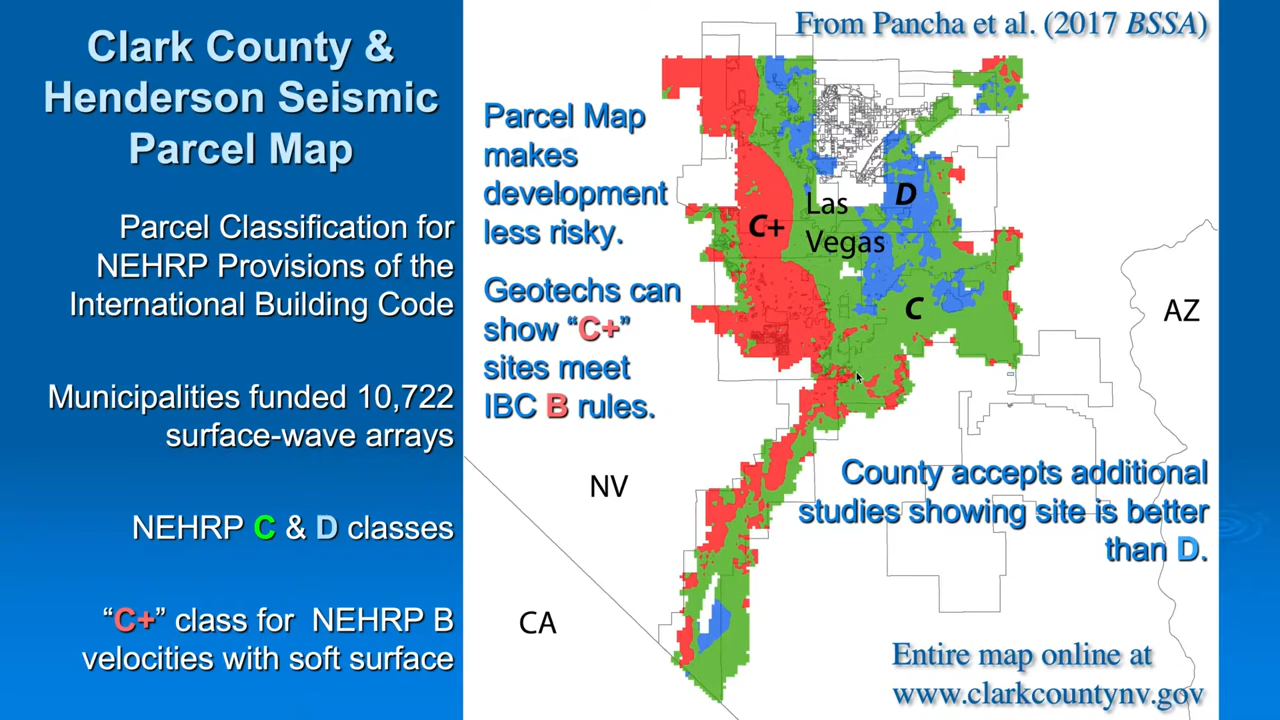 Clark County &
Henderson Seismic
Parcel Map
Parcel Classification for
NEHRP Provisions of the
International Building Code
Municipalities funded 10,722
surface-wave arrays
NEHRP C & D classes
“C+” class for NEHRP B
velocities with soft surface
From Pancha et al. (2017 BSSA)
Parcel Map
makes
development
less risky.
Geotechs can
show “C+”
sites meet
IBC B rules.
C+
Las
Vegas
D
C
AZ
NV
CA
County accepts additional
studies showing site is better
than D.
Entire map online at
www.clarkcountynv.gov